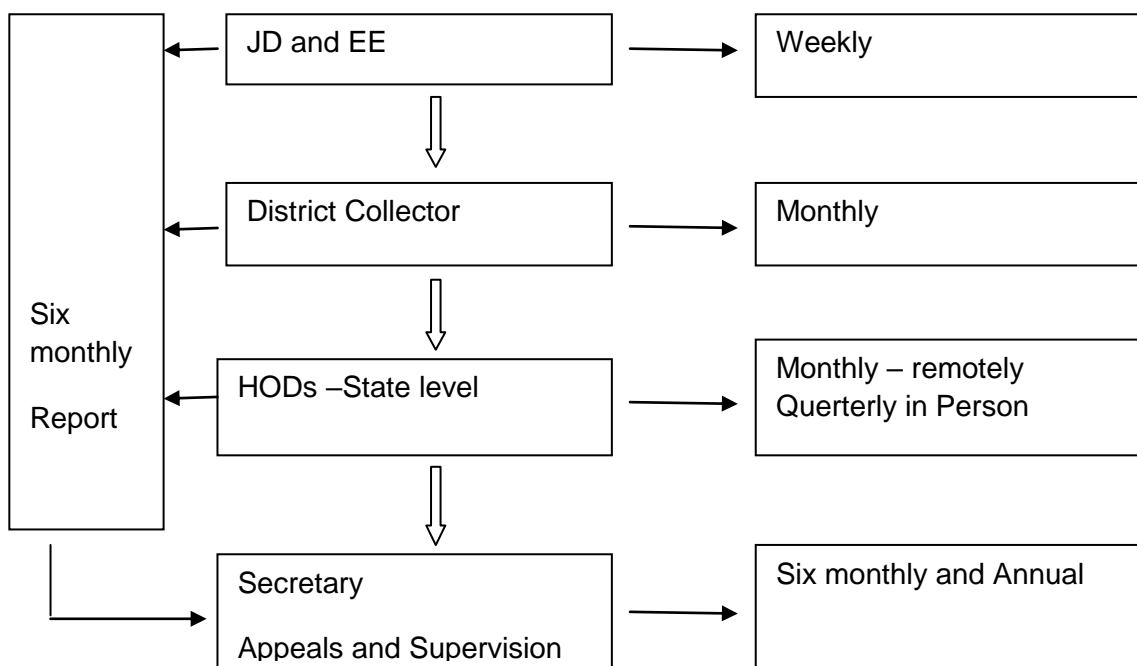 JD and EE
Weekly
District Collector
Monthly
Six
monthly
Report
HODs –State level
Monthly – remotely
Querterly in Person
Secretary
Appeals and Supervision
Six monthly and Annual